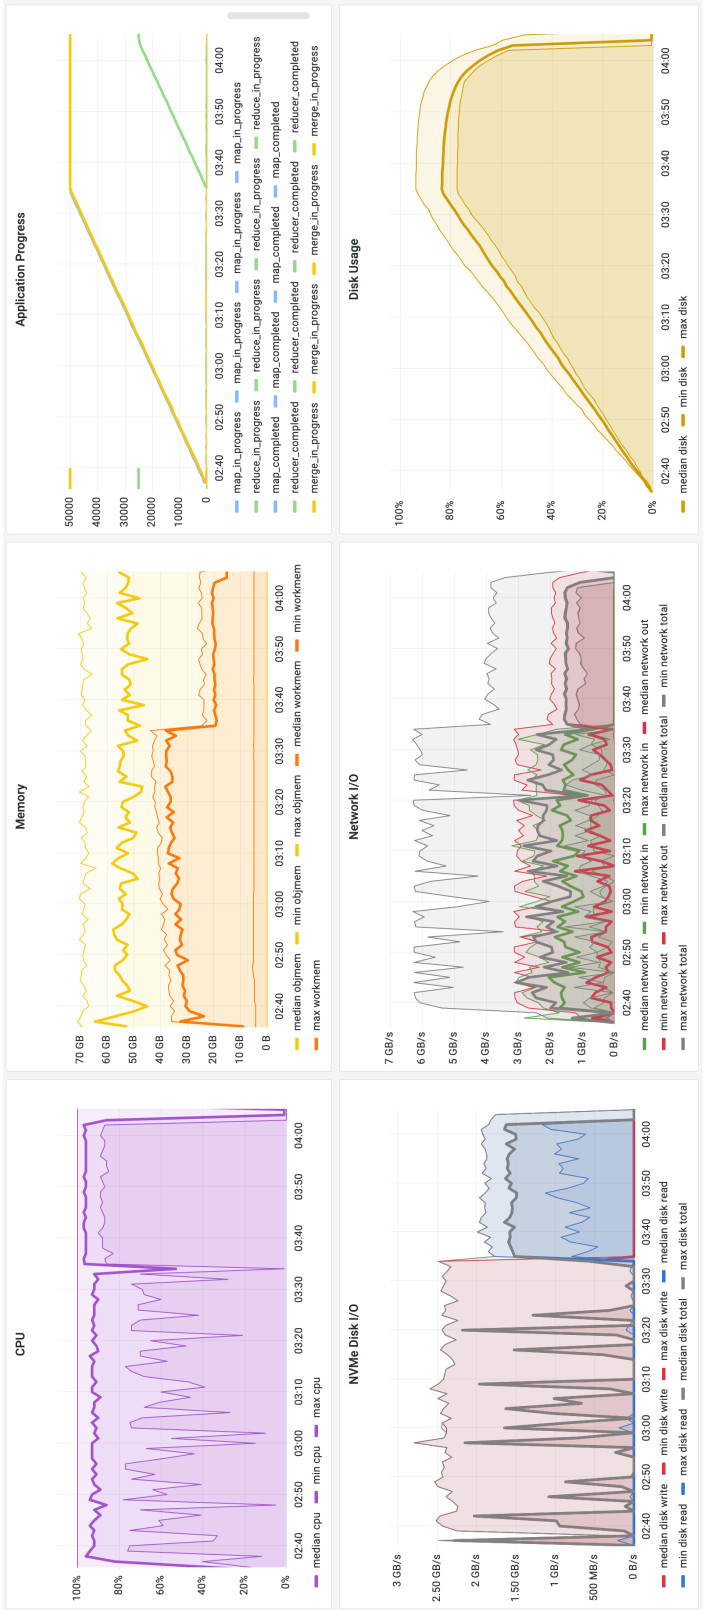 CPU
100%
80%
60%
40%
20%
0%
02:40 02:50 03:00 03:10 03:20 03:30 03:40 03:50 04:00
median cpu min cpu max cpu
Memory
70 GB
60 GB
50 GB
40 GB
30 GB
20 GB
10 GB
0 B
02:40 02:50 03:00 03:10 03:20 03:30 03:40 03:50 04:00
median objmem min objmem max objmem median workmem min workmem
max workmem
Application Progress
50000
40000
30000
20000
10000
0
02:40 02:50 03:00 03:10 03:20 03:30 03:40 03:50 04:00
map_in_progress map_in_progress map_in_progress map_in_progress
reduce_in_progress reduce_in_progress reduce_in_progress reduce_in_progress
map_completed map_completed map_completed map_completed
reducer_completed reducer_completed reducer_completed reducer_completed
merge_in_progress merge_in_progress merge_in_progress merge_in_progress
NVMe Disk I/O
3 GB/s
2.50 GB/s
2 GB/s
1.50 GB/s
1 GB/s
500 MB/s
0 B/s
02:40 02:50 03:00 03:10 03:20 03:30 03:40 03:50 04:00
median disk write min disk write max disk write median disk read
min disk read max disk read median disk total max disk total
Network I/O
7 GB/s
6 GB/s
5 GB/s
4 GB/s
3 GB/s
2 GB/s
1 GB/s
0 B/s
02:40 02:50 03:00 03:10 03:20 03:30 03:40 03:50 04:00
median network in min network in max network in median network out
min network out max network out median network total min network total
max network total
Disk Usage
100%
80%
60%
40%
20%
0%
02:40 02:50 03:00 03:10 03:20 03:30 03:40 03:50 04:00
median disk min disk max disk